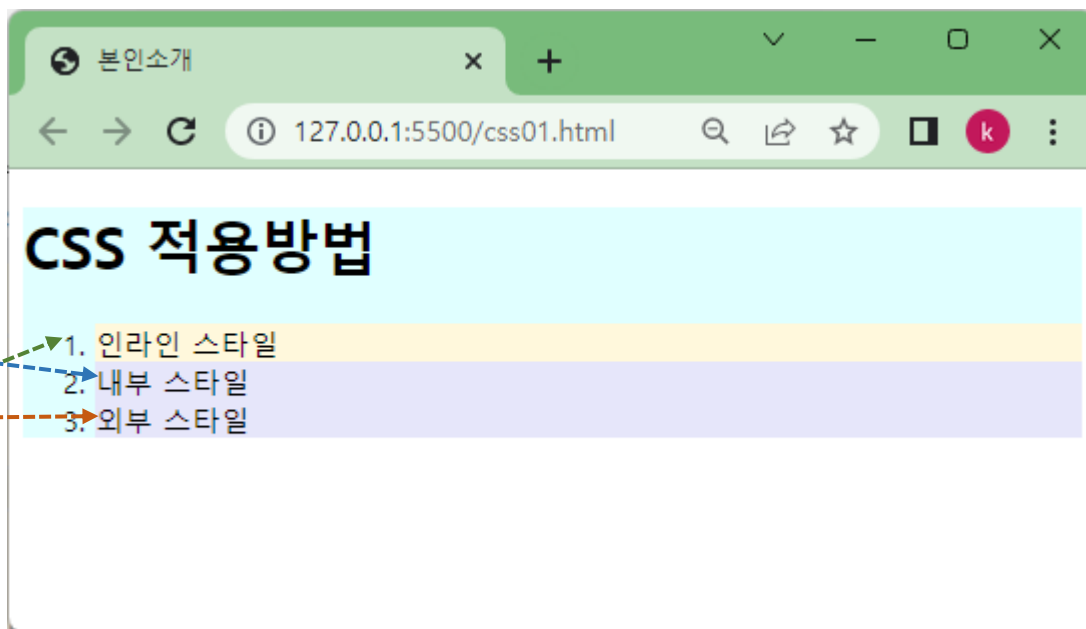 본인소개
127.0.0.1:5500/css01.html
k
CSS 적용방법
1. 인라인 스타일
2. 내부 스타일
3. 외부 스타일